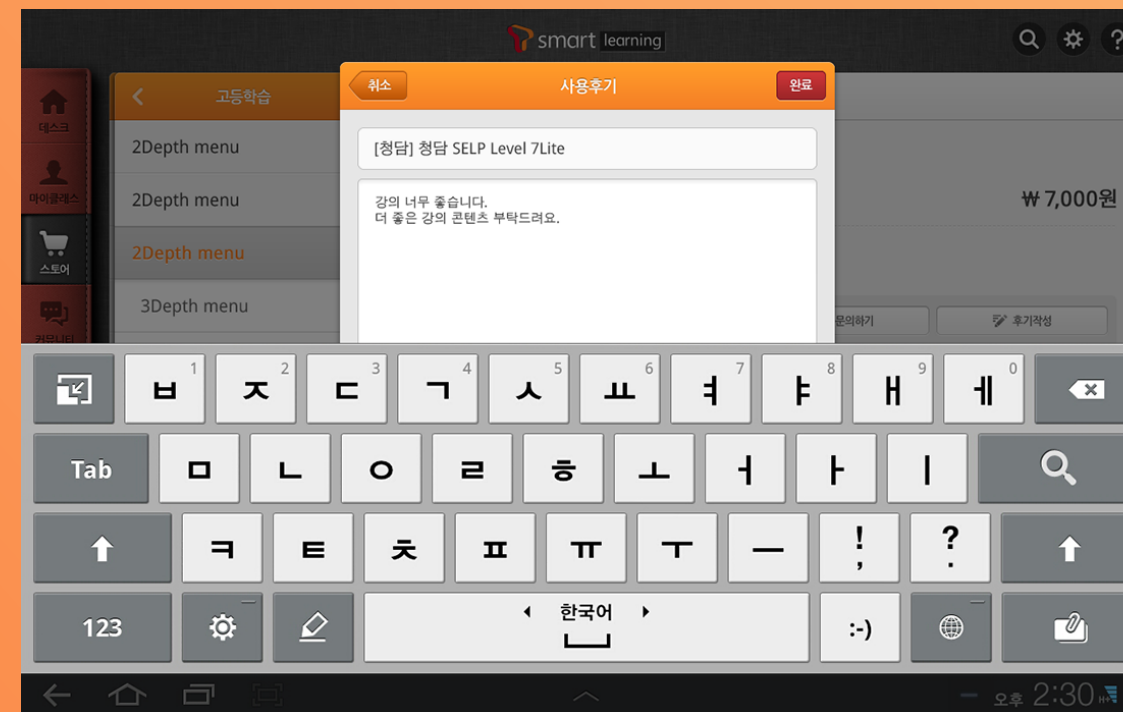 smart learning
?
데스크
마이클래스
스토어
커뮤니티
고등학습
2Depth menu
2Depth menu
2Depth menu
3Depth menu
취소
사용후기
완료
[청담] 청담 SELP Level 7Lite
강의 너무 좋습니다.
더 좋은 강의 콘텐츠 부탁드려요.
₩ 7,000원
문의하기
후기작성
ㅂ 1 ㅈ 2 ㄷ 3 ㄱ 4 ㅅ 5 ㅛ 6 ㅕ 7 ㅑ 8 ㅐ 9 ㅔ 0
Tab ㅁ ㄴ ㅇ ㄹ ㅎ ㅗ ㅓ ㅏ ㅣ
ㅋ ㅌ ㅊ ㅍ ㅠ ㅜ ㅡ ! , ? .
123 한국어 :-)
오후 2:30 H+